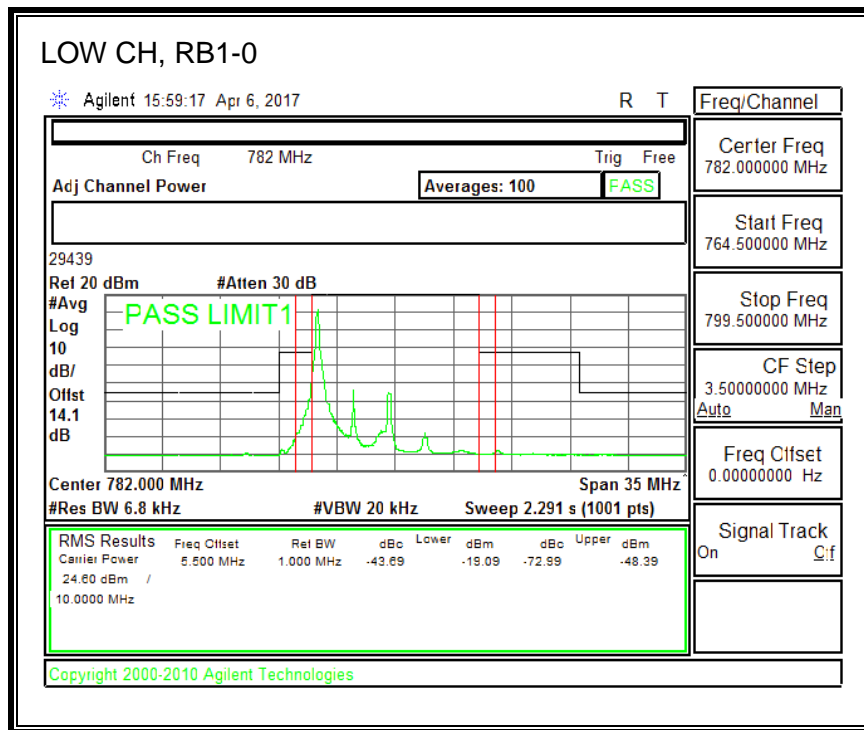 LOW CH, RB1-0
Agilent 15:59:17 Apr 6, 2017 R T
Freq/Channel
Ch Freq 782 MHz Trig Free
Adj Channel Power Averages: 100 PASS
Center Freq
782.000000 MHz
Start Freq
764.500000 MHz
29439
Ref 20 dBm #Atten 30 dB
#Avg
Log
10
dB/
Offst
14.1
dB
PASS LIMIT1
Stop Freq
799.500000 MHz
CF Step
3.50000000 MHz
Auto Man
Freq Offset
0.00000000 Hz
Center 782.000 MHz Span 35 MHz
#Res BW 6.8 kHz #VBW 20 kHz Sweep 2.291 s (1001 pts)
Signal Track
On Off
RMS Results Freq Offset Ref BW dBc Lower dBm dBc Upper dBm
Carrier Power 5.500 MHz 1.000 MHz -43.69 -19.09 -72.99 -48.39
24.60 dBm /
10.0000 MHz
Copyright 2000-2010 Agilent Technologies